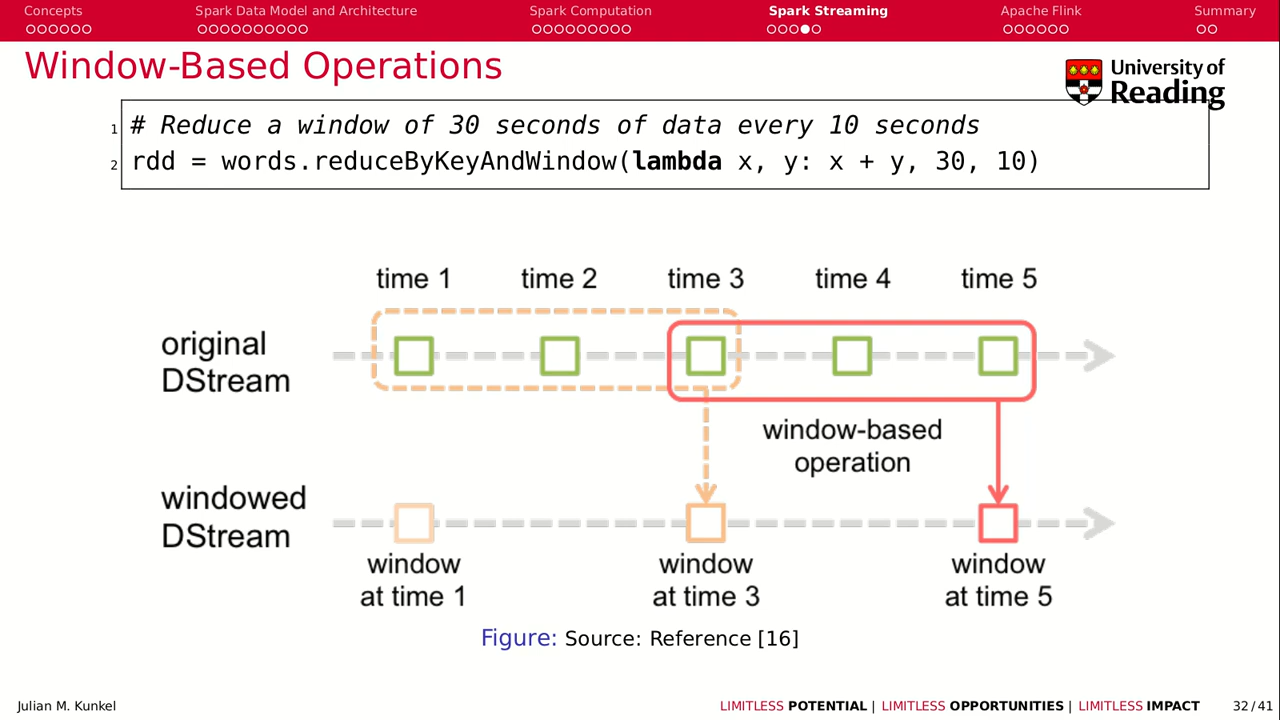 Concepts Spark Data Model and Architecture Spark Computation Spark Streaming Apache Flink Summary
Window-Based Operations
University of
Reading
1 # Reduce a window of 30 seconds of data every 10 seconds
2 rdd = words.reduceByKeyAndWindow(lambda x, y: x + y, 30, 10)
time 1 time 2 time 3 time 4 time 5
original
DStream
window-based
operation
windowed
DStream
window
at time 1
window
at time 3
window
at time 5
Figure: Source: Reference [16]
Julian M. Kunkel LIMITLESS POTENTIAL | LIMITLESS OPPORTUNITIES | LIMITLESS IMPACT 32/41